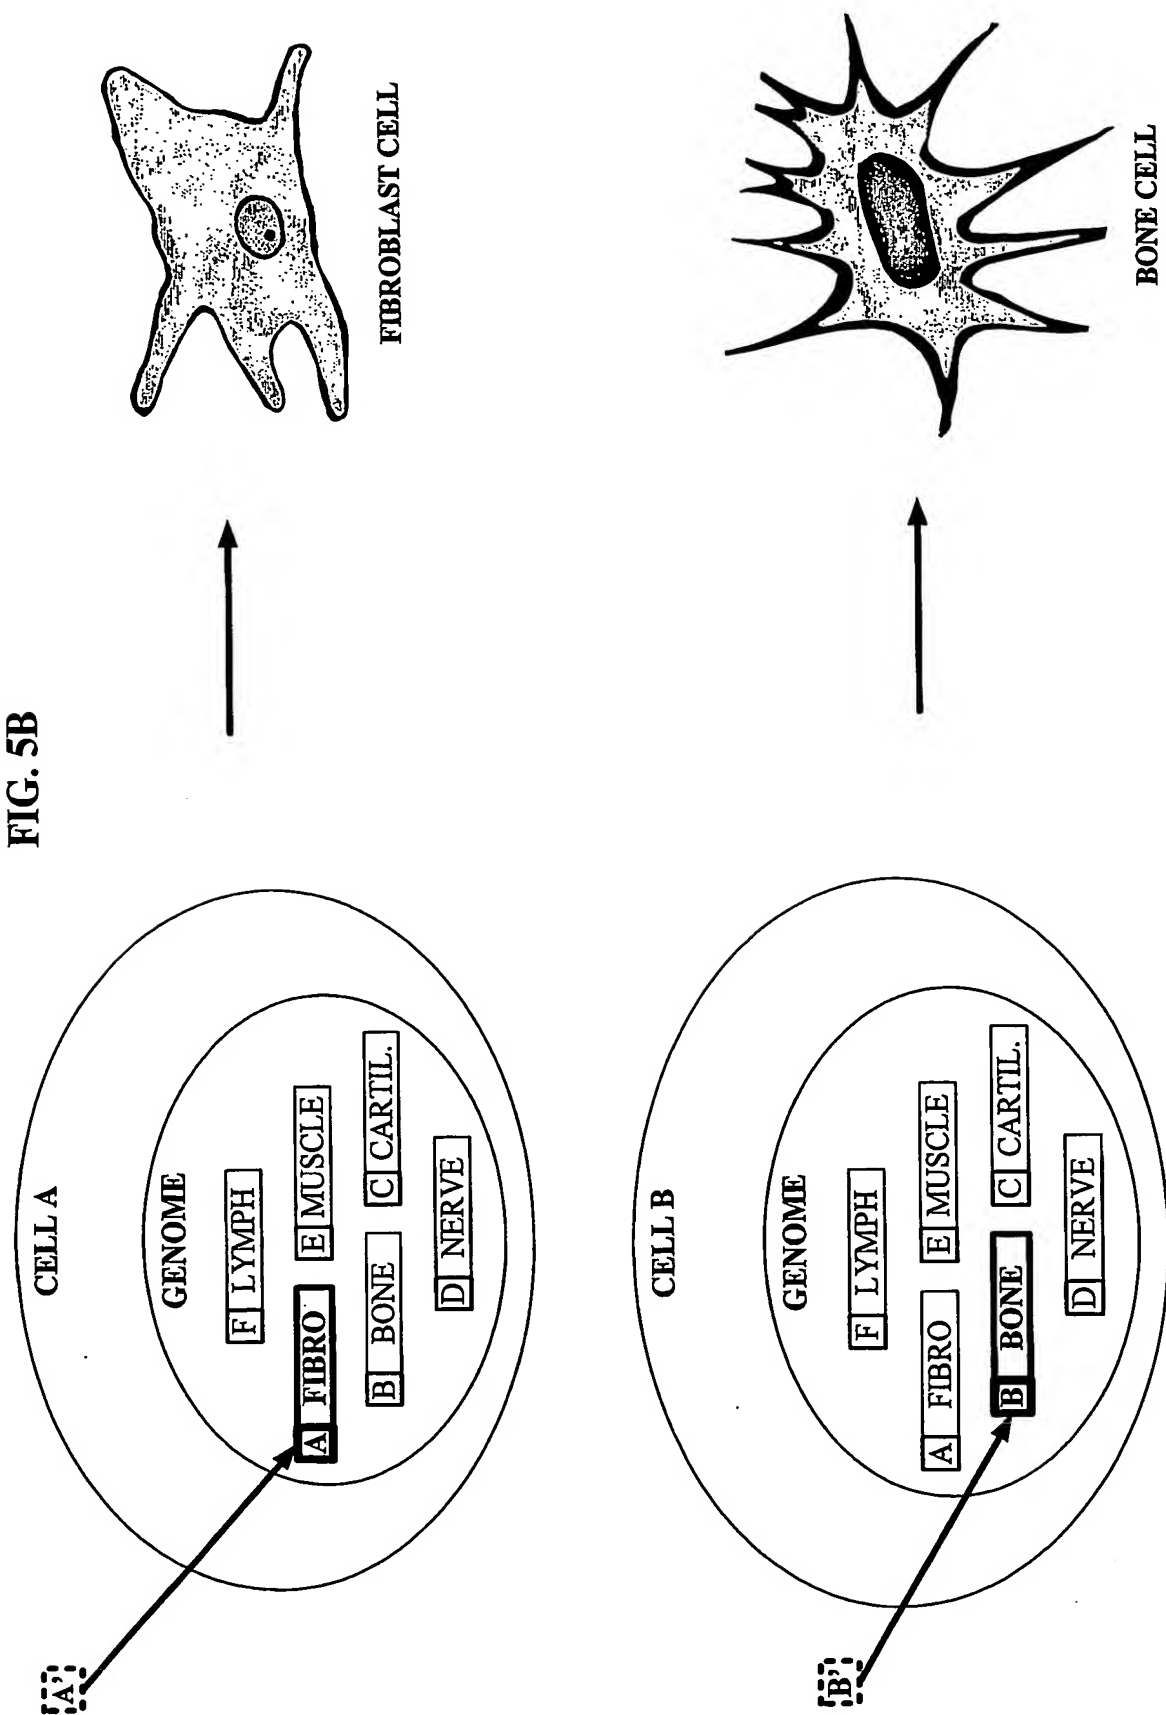 FIG. 5B
A'
CELL A
GENOME
F LYMPH
A FIBRO
E MUSCLE
B BONE
C CARTIL.
D NERVE
FIBROBLAST CELL
B'
CELL B
GENOME
F LYMPH
A FIBRO
E MUSCLE
B BONE
C CARTIL.
D NERVE
BONE CELL